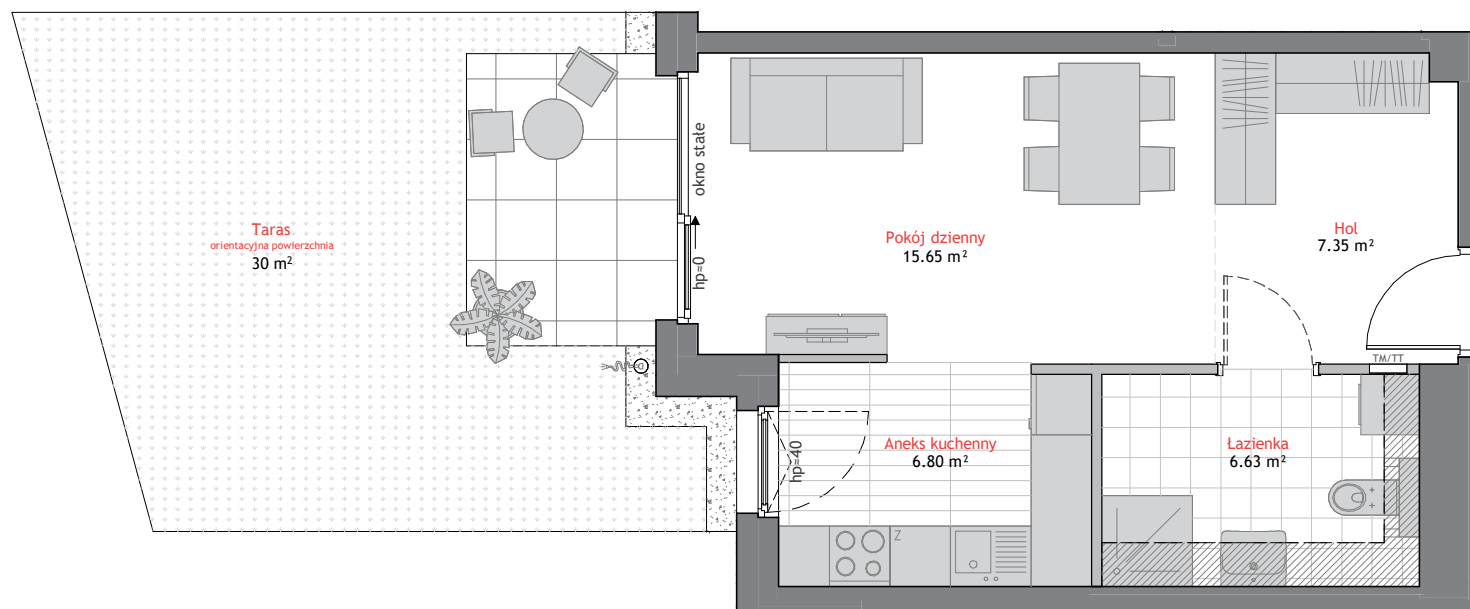 okno stałe
hp≈0
Taras
orientacyjna powierzchnia
30 m²
Pokój dzienny
15.65 m²
Hol
7.35 m²
TM/TT
Aneks kuchenny
6.80 m²
hp≈40
Łazienka
6.63 m²
Z